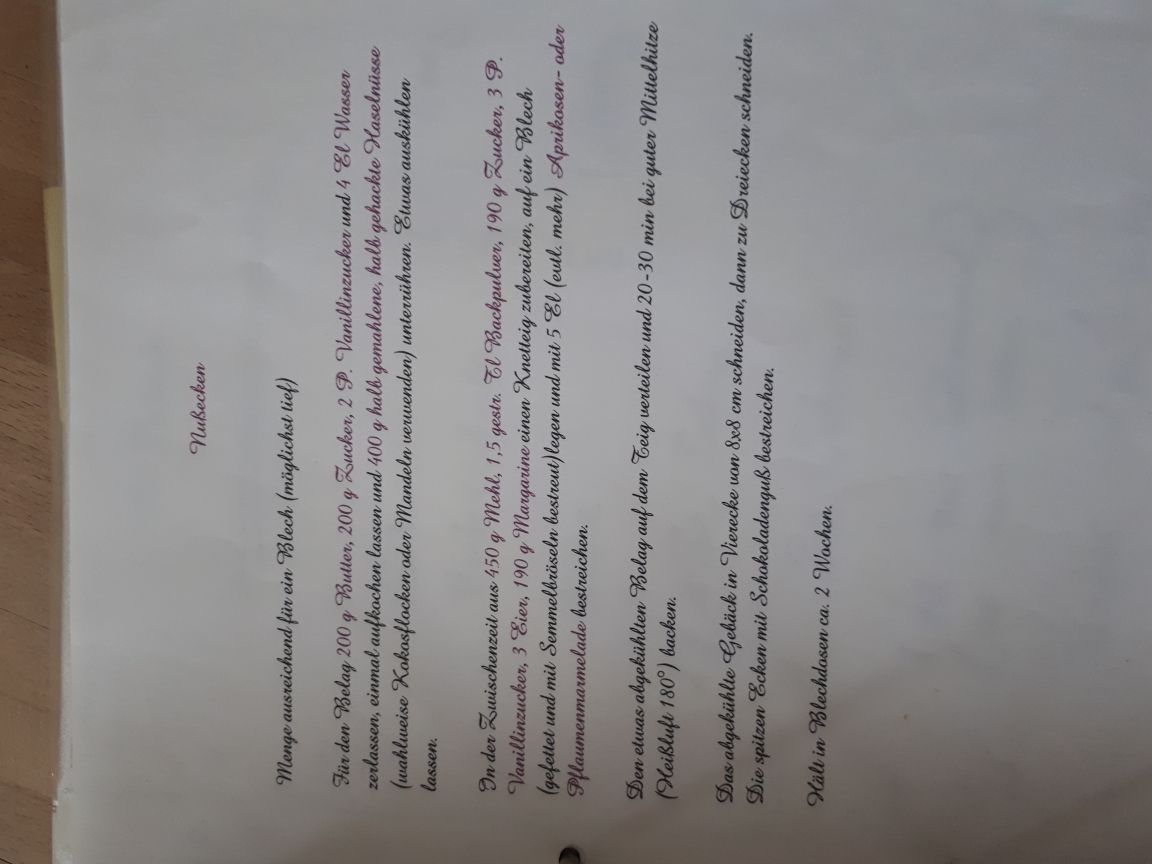 Nußecken
Menge ausreichend für ein Blech (möglichst tief)
Für den Belag 200 g Butter, 200 g Zucker, 2 P. Vanillinzucker und 4 El Wasser
zerlassen, einmal aufkochen lassen und 400 g halb gemahlene, halb gehackte Haselnüsse
(wahlweise Kokosflocken oder Mandeln verwenden) unterrühren. Etwas auskühlen
lassen.
In der Zwischenzeit aus 450 g Mehl, 1,5 gestr. Tl Backpulver, 190 g Zucker, 3 P.
Vanillinzucker, 3 Eier, 190 g Margarine einen Knetteig zubereiten, auf ein Blech
(gefettet und mit Semmelbröseln bestreut) legen und mit 5 El (evtl. mehr) Aprikosen- oder
Pflaumenmarmelade bestreichen.
Den etwas abgekühlten Belag auf dem Teig verteilen und 20-30 min bei guter Mittelhitze
(Heißluft 180°) backen.
Das abgekühlte Gebäck in Vierecke von 8x8 cm schneiden, dann zu Dreiecken schneiden.
Die spitzen Ecken mit Schokoladenguß bestreichen.
Hält in Blechdosen ca. 2 Wochen.